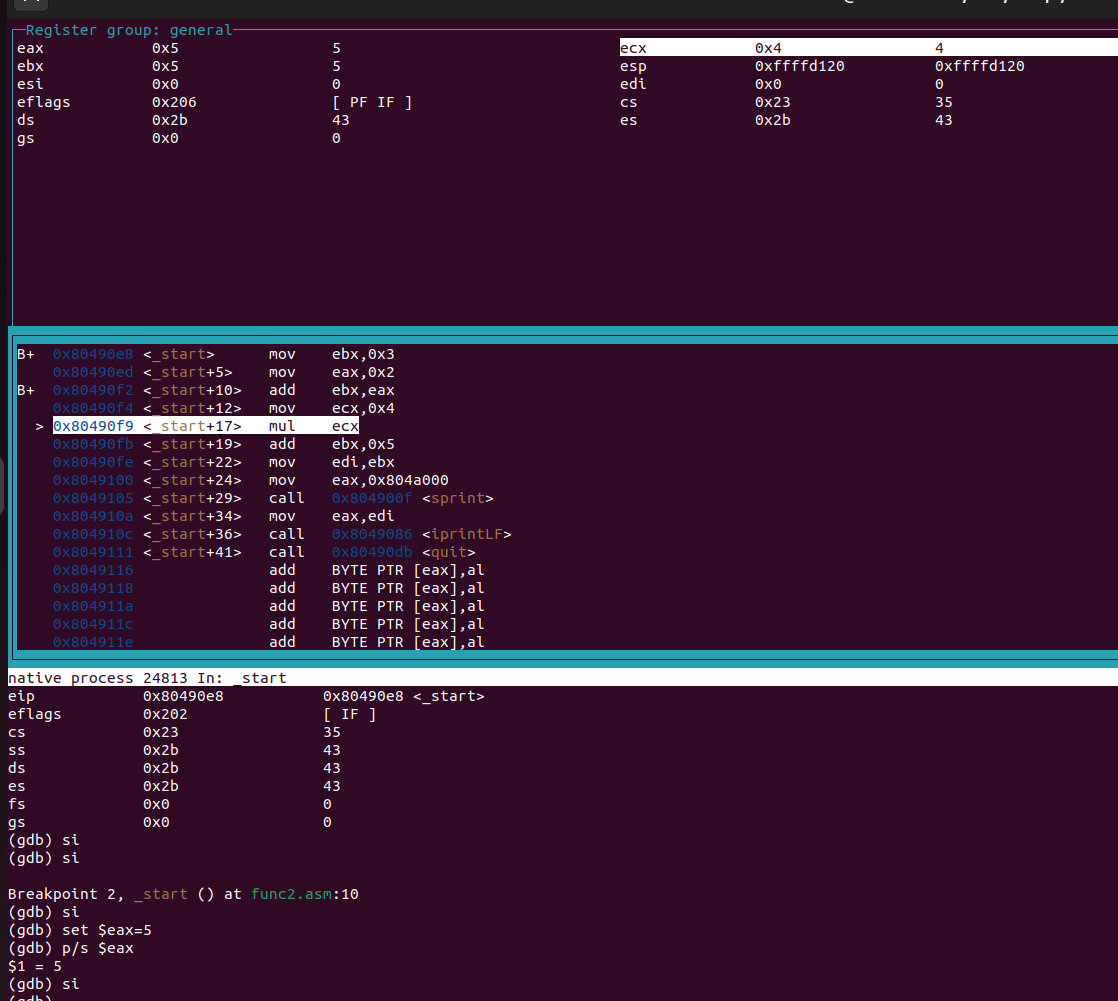 Register group: general
eax 0x5 5 ecx 0x4 4
ebx 0x5 5 esp 0xffffd120 0xffffd120
esi 0x0 0 edi 0x0 0
eflags 0x206 [ PF IF ] cs 0x23 35
ds 0x2b 43 es 0x2b 43
gs 0x0 0
B+ 0x80490e8 <_start> mov ebx,0x3
0x80490ed <_start+5> mov eax,0x2
B+ 0x80490f2 <_start+10> add ebx,eax
0x80490f4 <_start+12> mov ecx,0x4
> 0x80490f9 <_start+17> mul ecx
0x80490fb <_start+19> add ebx,0x5
0x80490fe <_start+22> mov edi,ebx
0x8049100 <_start+24> mov eax,0x804a000
0x8049105 <_start+29> call 0x804900f <sprint>
0x804910a <_start+34> mov eax,edi
0x804910c <_start+36> call 0x8049086 <iprintLF>
0x8049111 <_start+41> call 0x80490db <quit>
0x8049116 add BYTE PTR [eax],al
0x8049118 add BYTE PTR [eax],al
0x804911a add BYTE PTR [eax],al
0x804911c add BYTE PTR [eax],al
0x804911e add BYTE PTR [eax],al
native process 24813 In: _start
eip 0x80490e8 0x80490e8 <_start>
eflags 0x202 [ IF ]
cs 0x23 35
ss 0x2b 43
ds 0x2b 43
es 0x2b 43
fs 0x0 0
gs 0x0 0
(gdb) si
(gdb) si
Breakpoint 2, _start () at func2.asm:10
(gdb) si
(gdb) set $eax=5
(gdb) p/s $eax
$1 = 5
(gdb) si
(gdb)